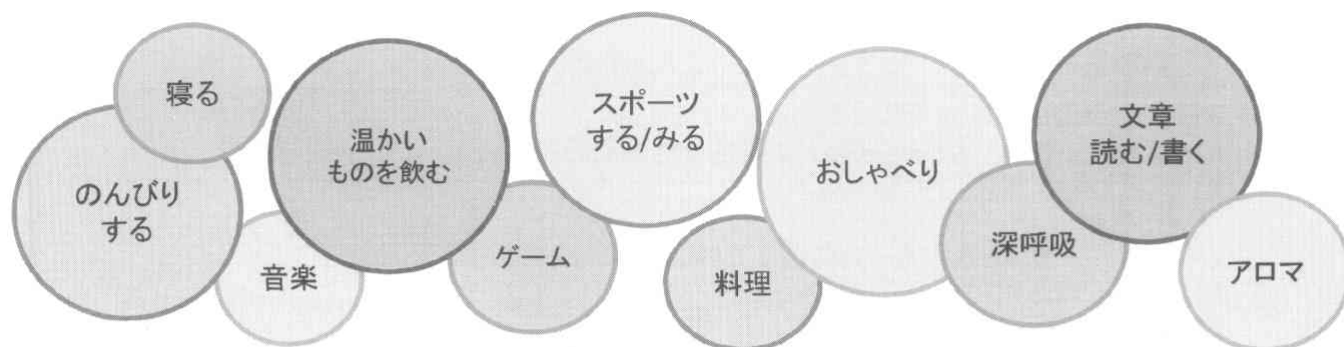 寝る
のんびり
する
音楽
温かい
ものを飲む
ゲーム
スポーツ
する/みる
料理
おしゃべり
深呼吸
文章
読む/書く
アロマ